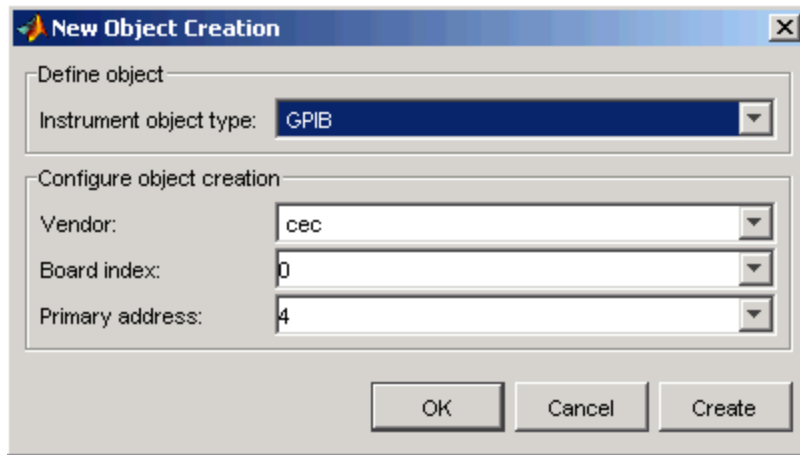 New Object Creation
Define object
Instrument object type: GPIB
Configure object creation
Vendor: cec
Board index: 0
Primary address: 4
OK Cancel Create